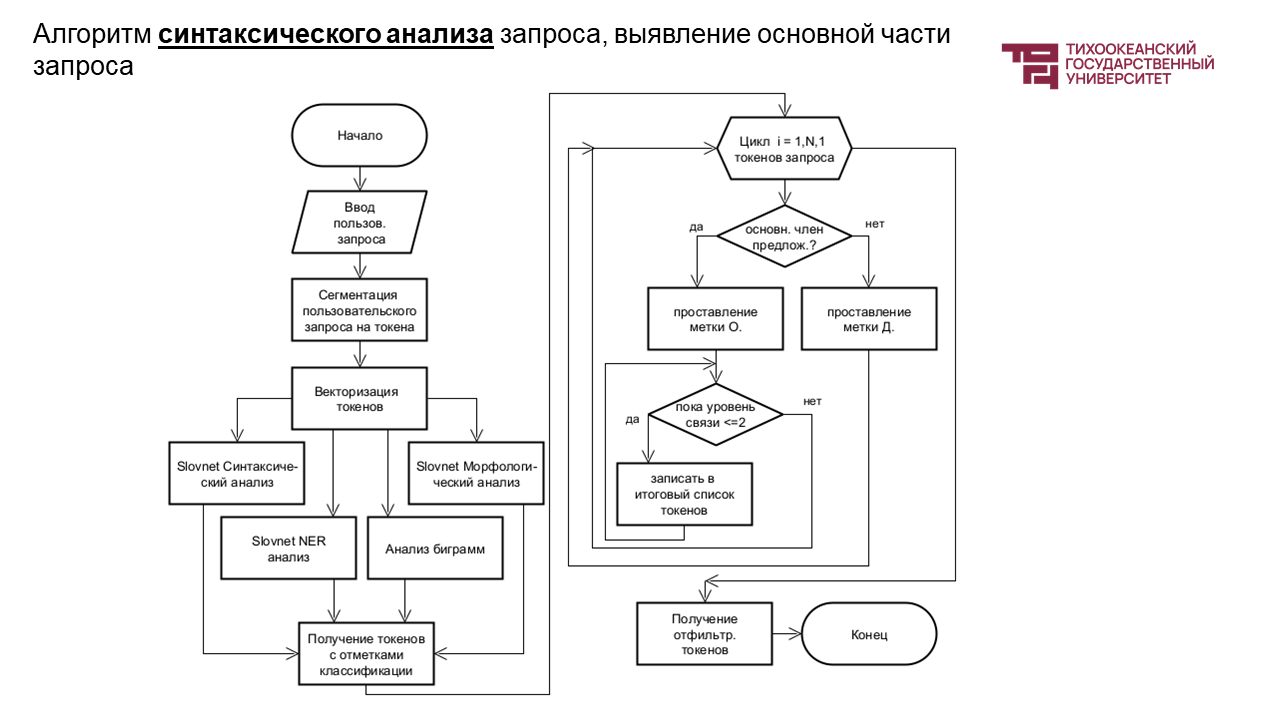 Алгоритм синтаксического анализа запроса, выявление основной части
запроса
ТИХООКЕАНСКИЙ
ГОСУДАРСТВЕННЫЙ
УНИВЕРСИТЕТ
Начало
Ввод
пользов.
запроса
Сегментация
пользовательского
запроса на токена
Векторизация
токенов
Slovnet Синтаксиче-
ский анализ
Slovnet Морфологи-
ческий анализ
Slovnet NER
анализ
Анализ биграмм
Получение токенов
с отметками
классификации
Цикл i = 1,N,1
токенов запроса
основн. член
предлож.?
да
нет
проставление
метки О.
проставление
метки Д.
пока уровень
связи <=2
да
нет
записать в
итоговый список
токенов
Получение
отфильтр.
токенов
Конец